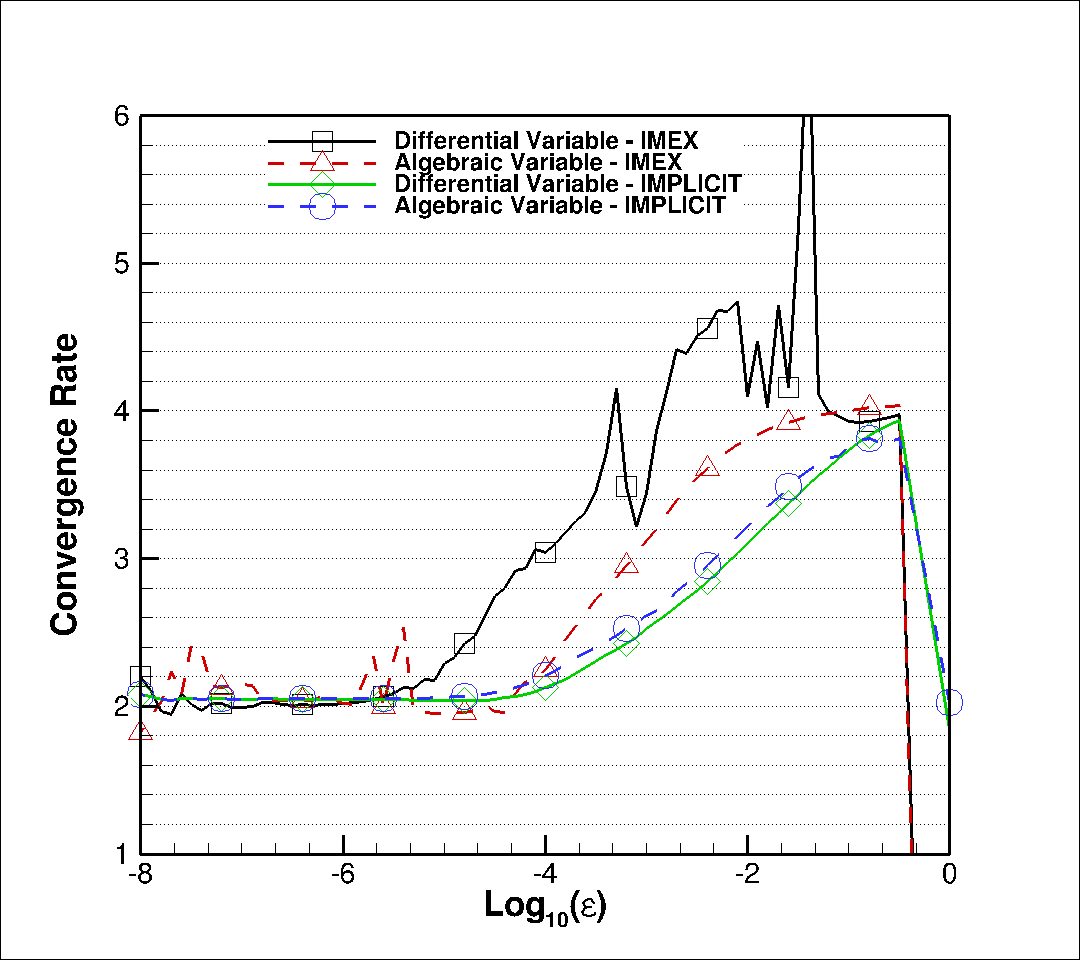 6
Differential Variable - IMEX
Algebraic Variable - IMEX
Differential Variable - IMPLICIT
Algebraic Variable - IMPLICIT
5
4
3
2
1
Convergence Rate
-8 -6 -4 -2 0
Log10(ε)